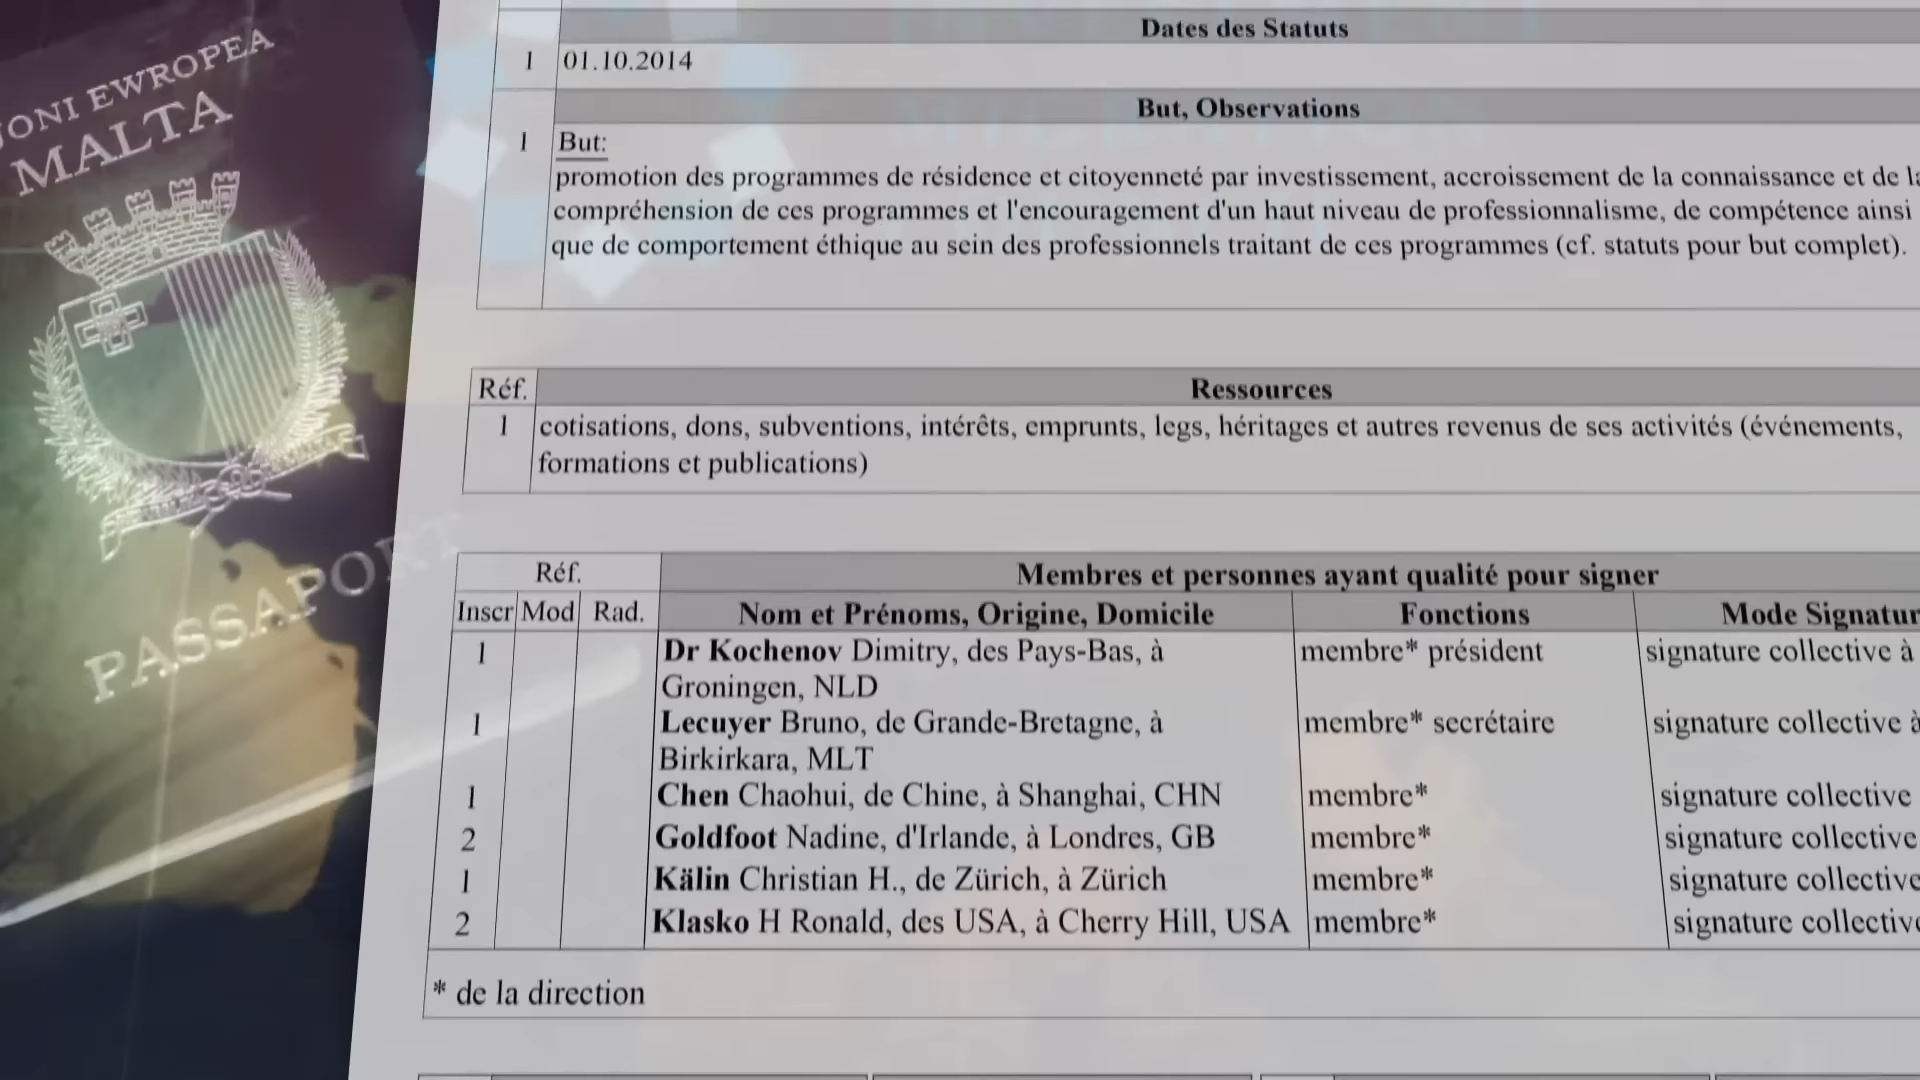 JONI EWROPEA
MALTA
PASSAPORT
Dates des Statuts
1 01.10.2014
But, Observations
1 But:
promotion des programmes de résidence et citoyenneté par investissement, accroissement de la connaissance et de la
compréhension de ces programmes et l'encouragement d'un haut niveau de professionnalisme, de compétence ainsi
que de comportement éthique au sein des professionnels traitant de ces programmes (cf. statuts pour but complet).
Réf. Ressources
1 cotisations, dons, subventions, intérêts, emprunts, legs, héritages et autres revenus de ses activités (événements,
formations et publications)
Réf. Membres et personnes ayant qualité pour signer
Inscr Mod Rad. Nom et Prénoms, Origine, Domicile Fonctions Mode Signatur
1 Dr Kochenov Dimitry, des Pays-Bas, à membre* président signature collective à
Groningen, NLD
1 Lecuyer Bruno, de Grande-Bretagne, à membre* secrétaire signature collective à
Birkirkara, MLT
1 Chen Chaohui, de Chine, à Shanghai, CHN membre* signature collective
2 Goldfoot Nadine, d'Irlande, à Londres, GB membre* signature collective
1 Kälin Christian H., de Zürich, à Zürich membre* signature collective
2 Klasko H Ronald, des USA, à Cherry Hill, USA membre* signature collective
* de la direction